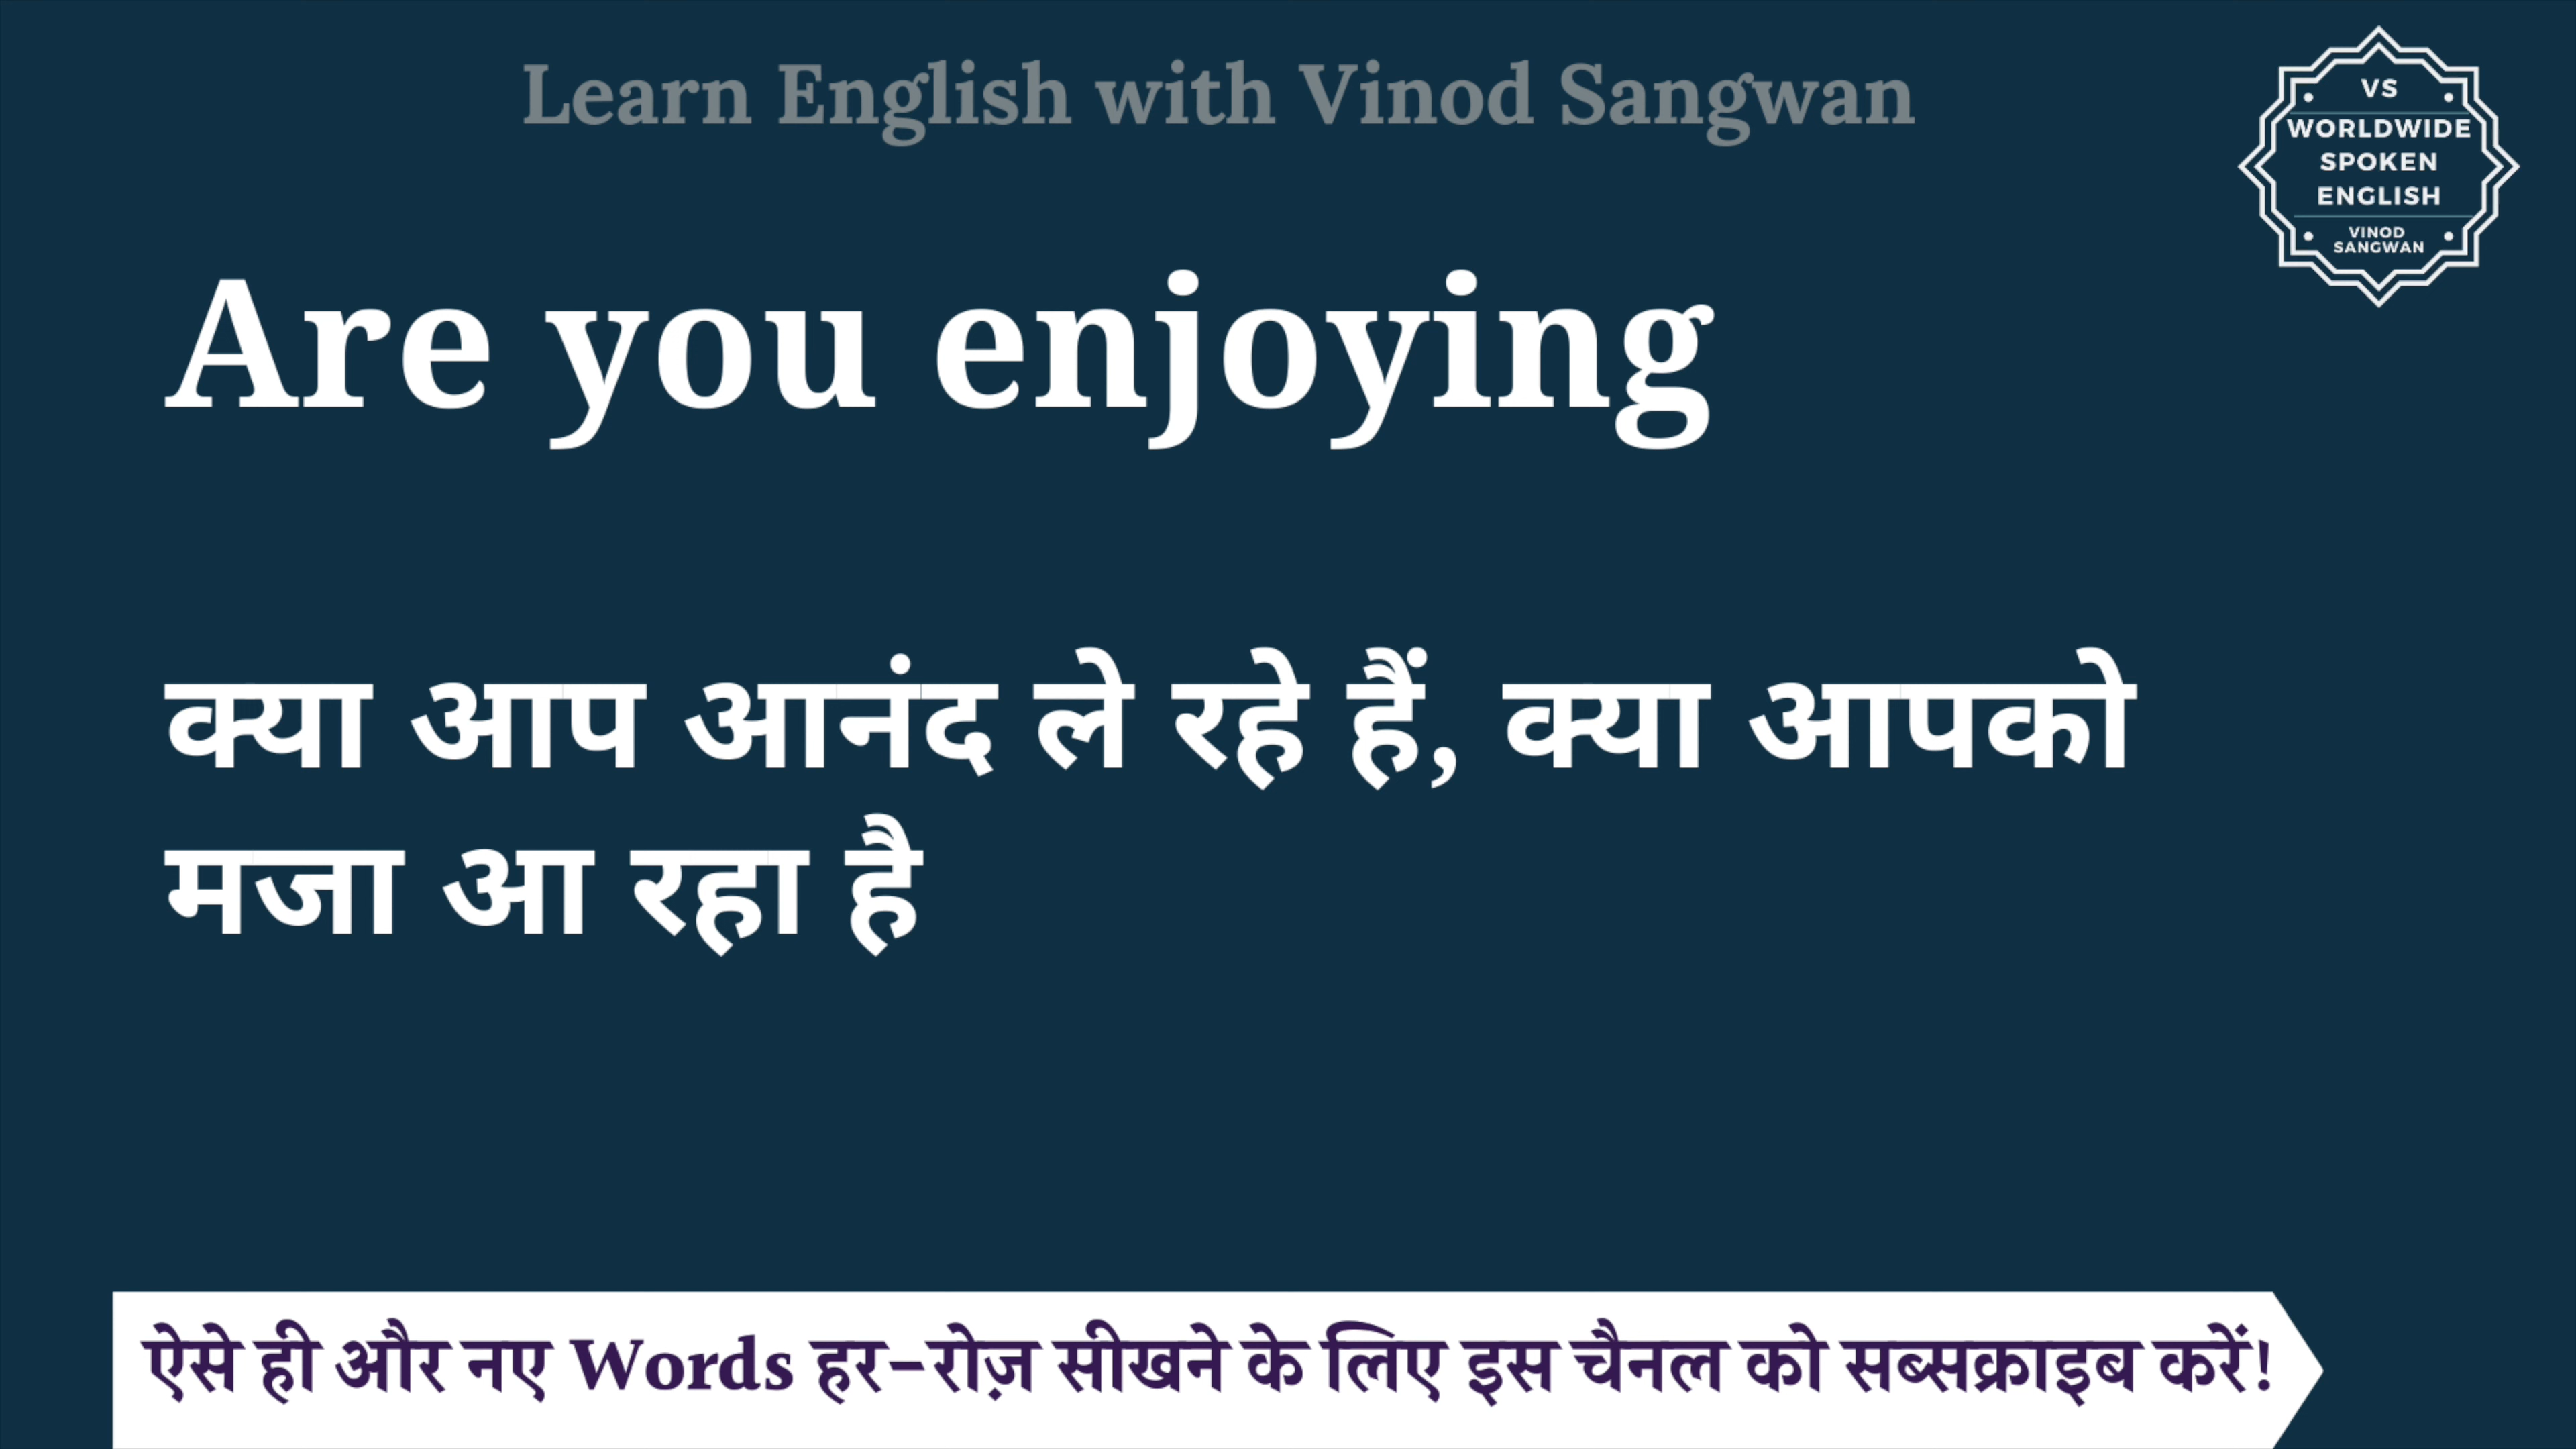 Learn English with Vinod Sangwan
VS
WORLDWIDE
SPOKEN
ENGLISH
VINOD
SANGWAN
Are you enjoying
क्या आप आनंद ले रहे हैं, क्या आपको
मजा आ रहा है
ऐसे ही और नए Words हर-रोज़ सीखने के लिए इस चैनल को सब्सक्राइब करें!